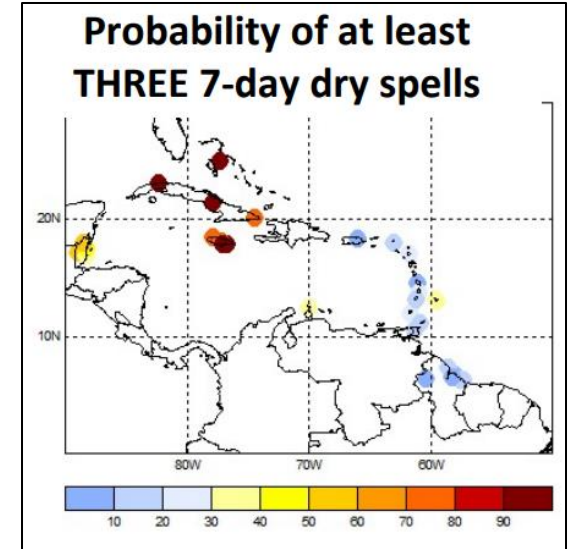 Probability of at least
THREE 7-day dry spells
20N
10N
80W 70W 60W
10 20 30 40 50 60 70 80 90